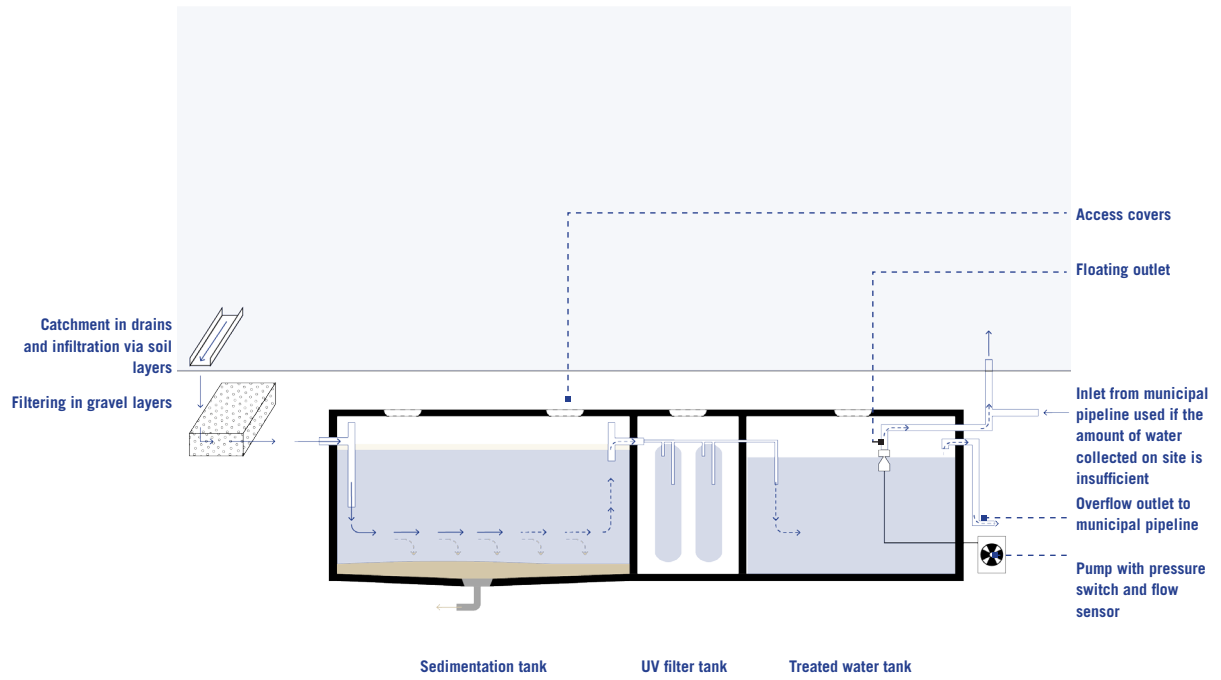 Access covers
Floating outlet
Catchment in drains
and infiltration via soil
layers
Filtering in gravel layers
Inlet from municipal
pipeline used if the
amount of water
collected on site is
insufficient
Overflow outlet to
municipal pipeline
Pump with pressure
switch and flow
sensor
Sedimentation tank
UV filter tank
Treated water tank